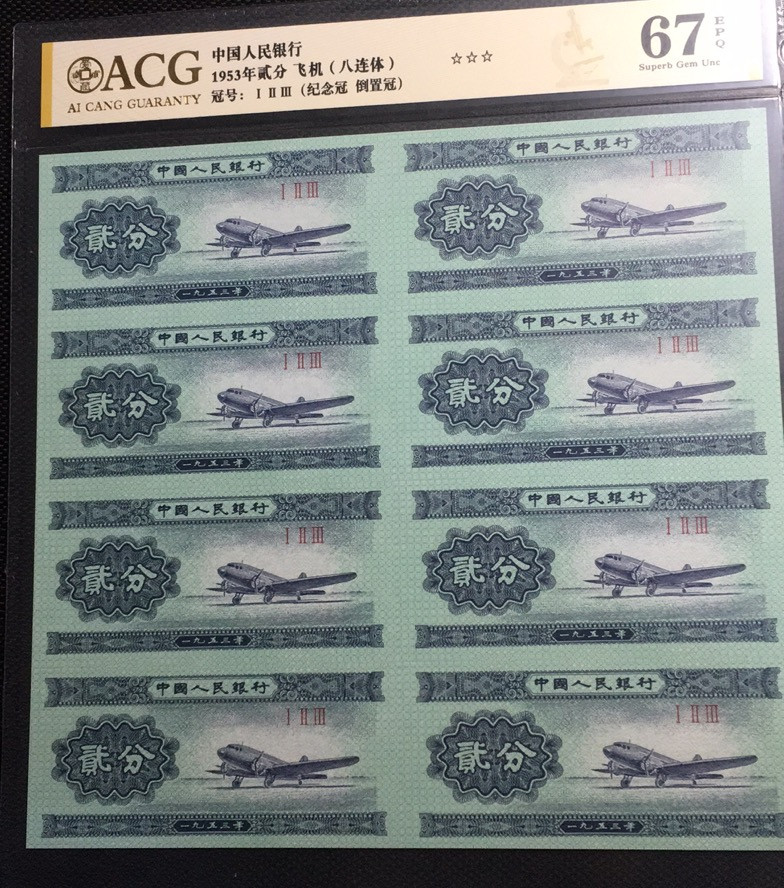 ACG
AI CANG GUARANTY
中国人民银行
1953年贰分 飞机（八连体）
冠号：ⅠⅡⅢ（纪念冠 倒置冠）
☆☆☆
67
EPQ
Superb Gem Unc
中國人民銀行
ⅠⅡⅢ
貳分
一九五三年
中國人民銀行
ⅠⅡⅢ
貳分
一九五三年
中國人民銀行
ⅠⅡⅢ
貳分
一九五三年
中國人民銀行
ⅠⅡⅢ
貳分
一九五三年
中國人民銀行
ⅠⅡⅢ
貳分
一九五三年
中國人民銀行
ⅠⅡⅢ
貳分
一九五三年
中國人民銀行
ⅠⅡⅢ
貳分
一九五三年
中國人民銀行
ⅠⅡⅢ
貳分
一九五三年